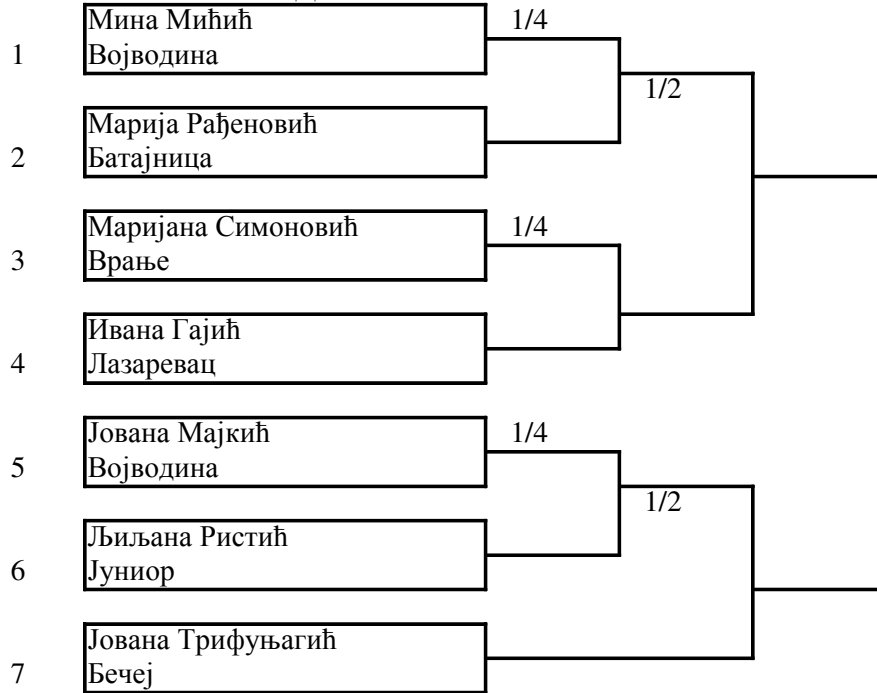 Мина Мићић
1/4
1
Војводина
1/2
Марија Рађеновић
2
Батајница
Маријана Симоновић
1/4
3
Врање
Ивана Гајић
4
Лазаревац
Јована Мајкић
1/4
5
Војводина
1/2
Љиљана Ристић
6
Јуниор
Јована Трифуњагић
7
Бечеј